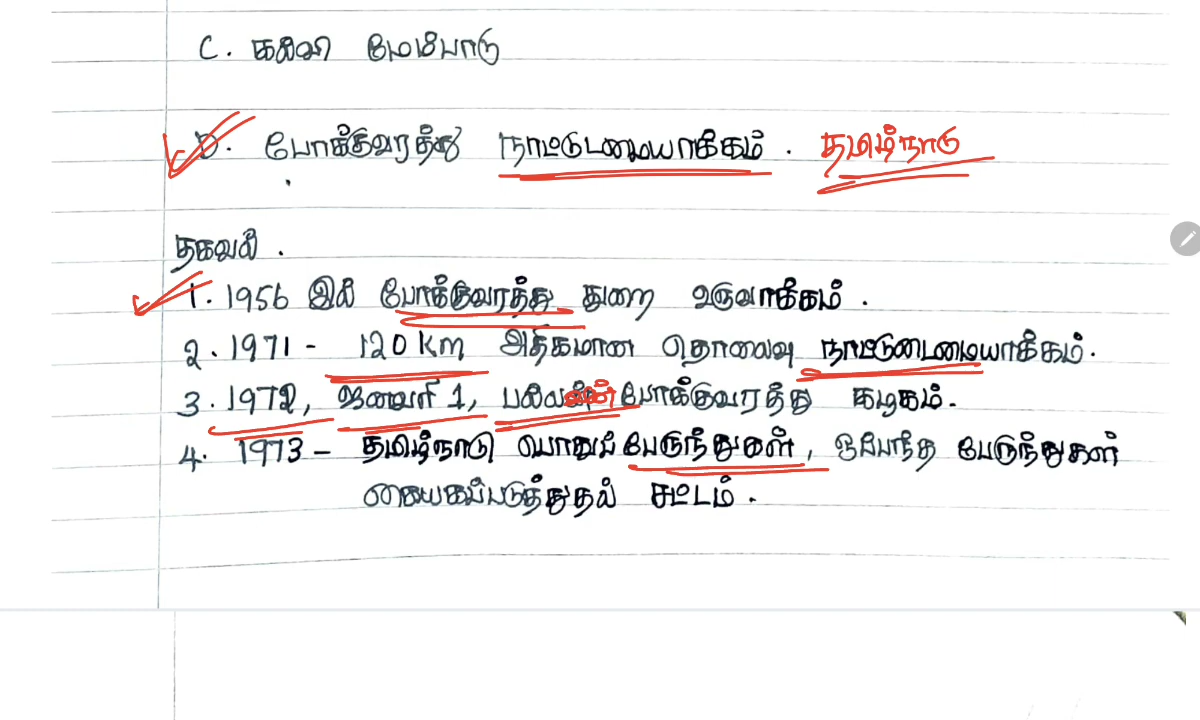 C. கல்வி மேம்பாடு
D. போக்குவரத்து நாட்டுடமையாக்கம். தமிழ்நாடு
தகவல்.
1. 1956 இல் போக்குவரத்து துறை உருவாக்கம்.
2. 1971 - 120 Km அதிகமான தொலைவு நாட்டுடைமையாக்கம்.
3. 1972, ஜனவரி 1, பல்லவன் போக்குவரத்து கழகம்.
4. 1973 - தமிழ்நாடு பொதுப் பேருந்துகள், ஒப்பந்த பேருந்துகள்
கையகப்படுத்துதல் சட்டம்.